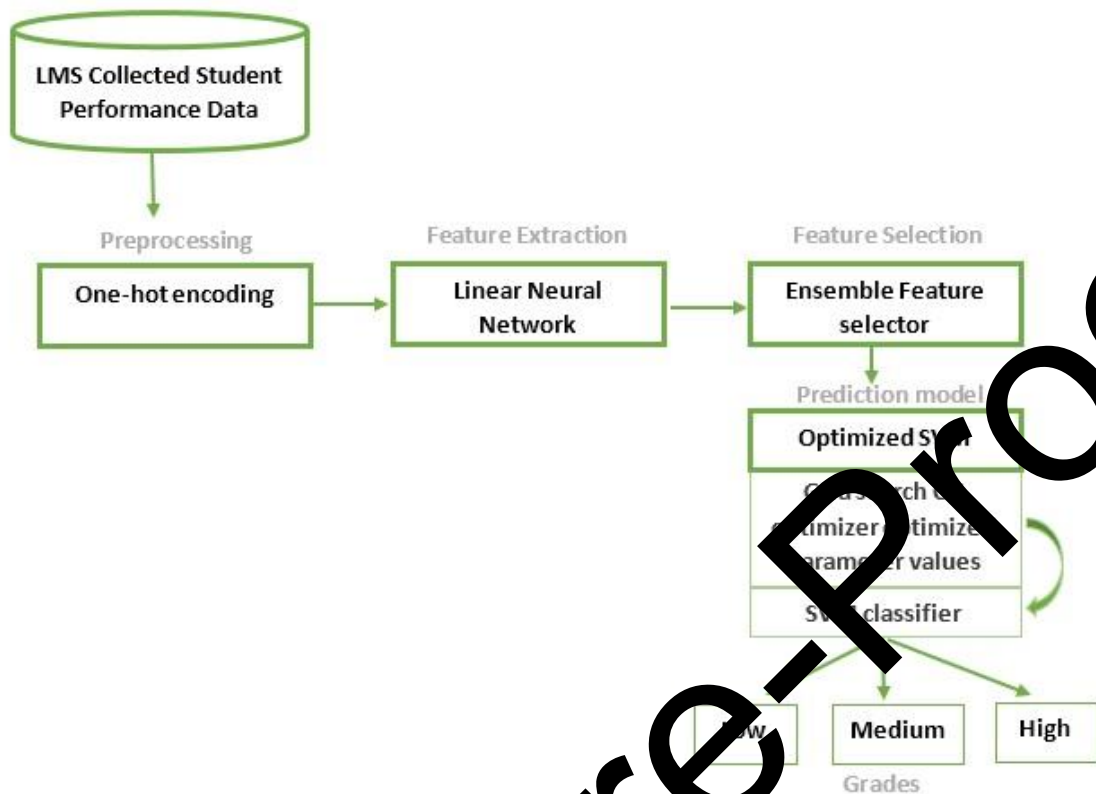 LMS Collected Student
Performance Data
Preprocessing
Feature Extraction
Feature Selection
One-hot encoding
Linear Neural
Network
Ensemble Feature
selector
Prediction model
Optimized
values
classifier
Medium
High
Grades